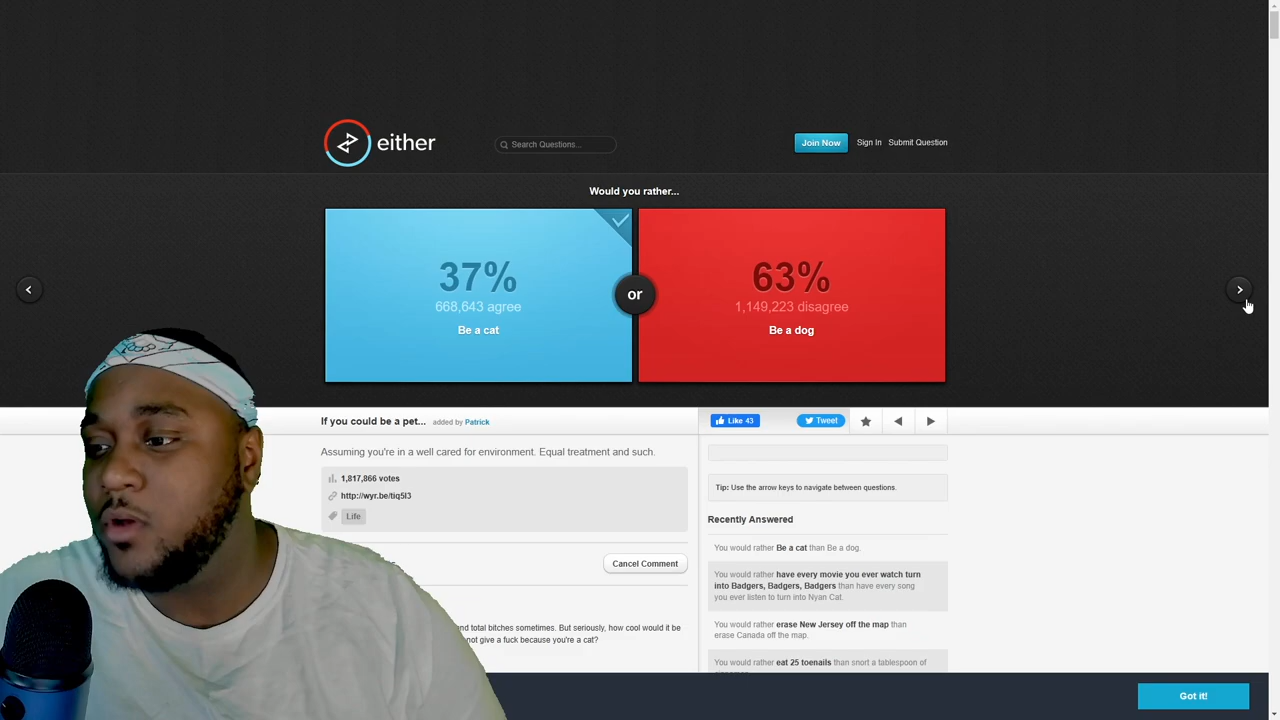 either
Search Questions...
Join Now
Sign In
Submit Question
Would you rather...
37%
668,643 agree
Be a cat
or
63%
1,149,223 disagree
Be a dog
If you could be a pet... added by Patrick
Like 43
Tweet
Assuming you're in a well cared for environment. Equal treatment and such.
1,817,866 votes
http://wyr.be/tiq5I3
Life
Cancel Comment
nd total bitches sometimes. But seriously, how cool would it be
not give a fuck because you're a cat?
Tip: Use the arrow keys to navigate between questions.
Recently Answered
You would rather Be a cat than Be a dog.
You would rather have every movie you ever watch turn
into Badgers, Badgers, Badgers than have every song
you ever listen to turn into Nyan Cat.
You would rather erase New Jersey off the map than
erase Canada off the map.
You would rather eat 25 toenails than snort a tablespoon of
Got it!